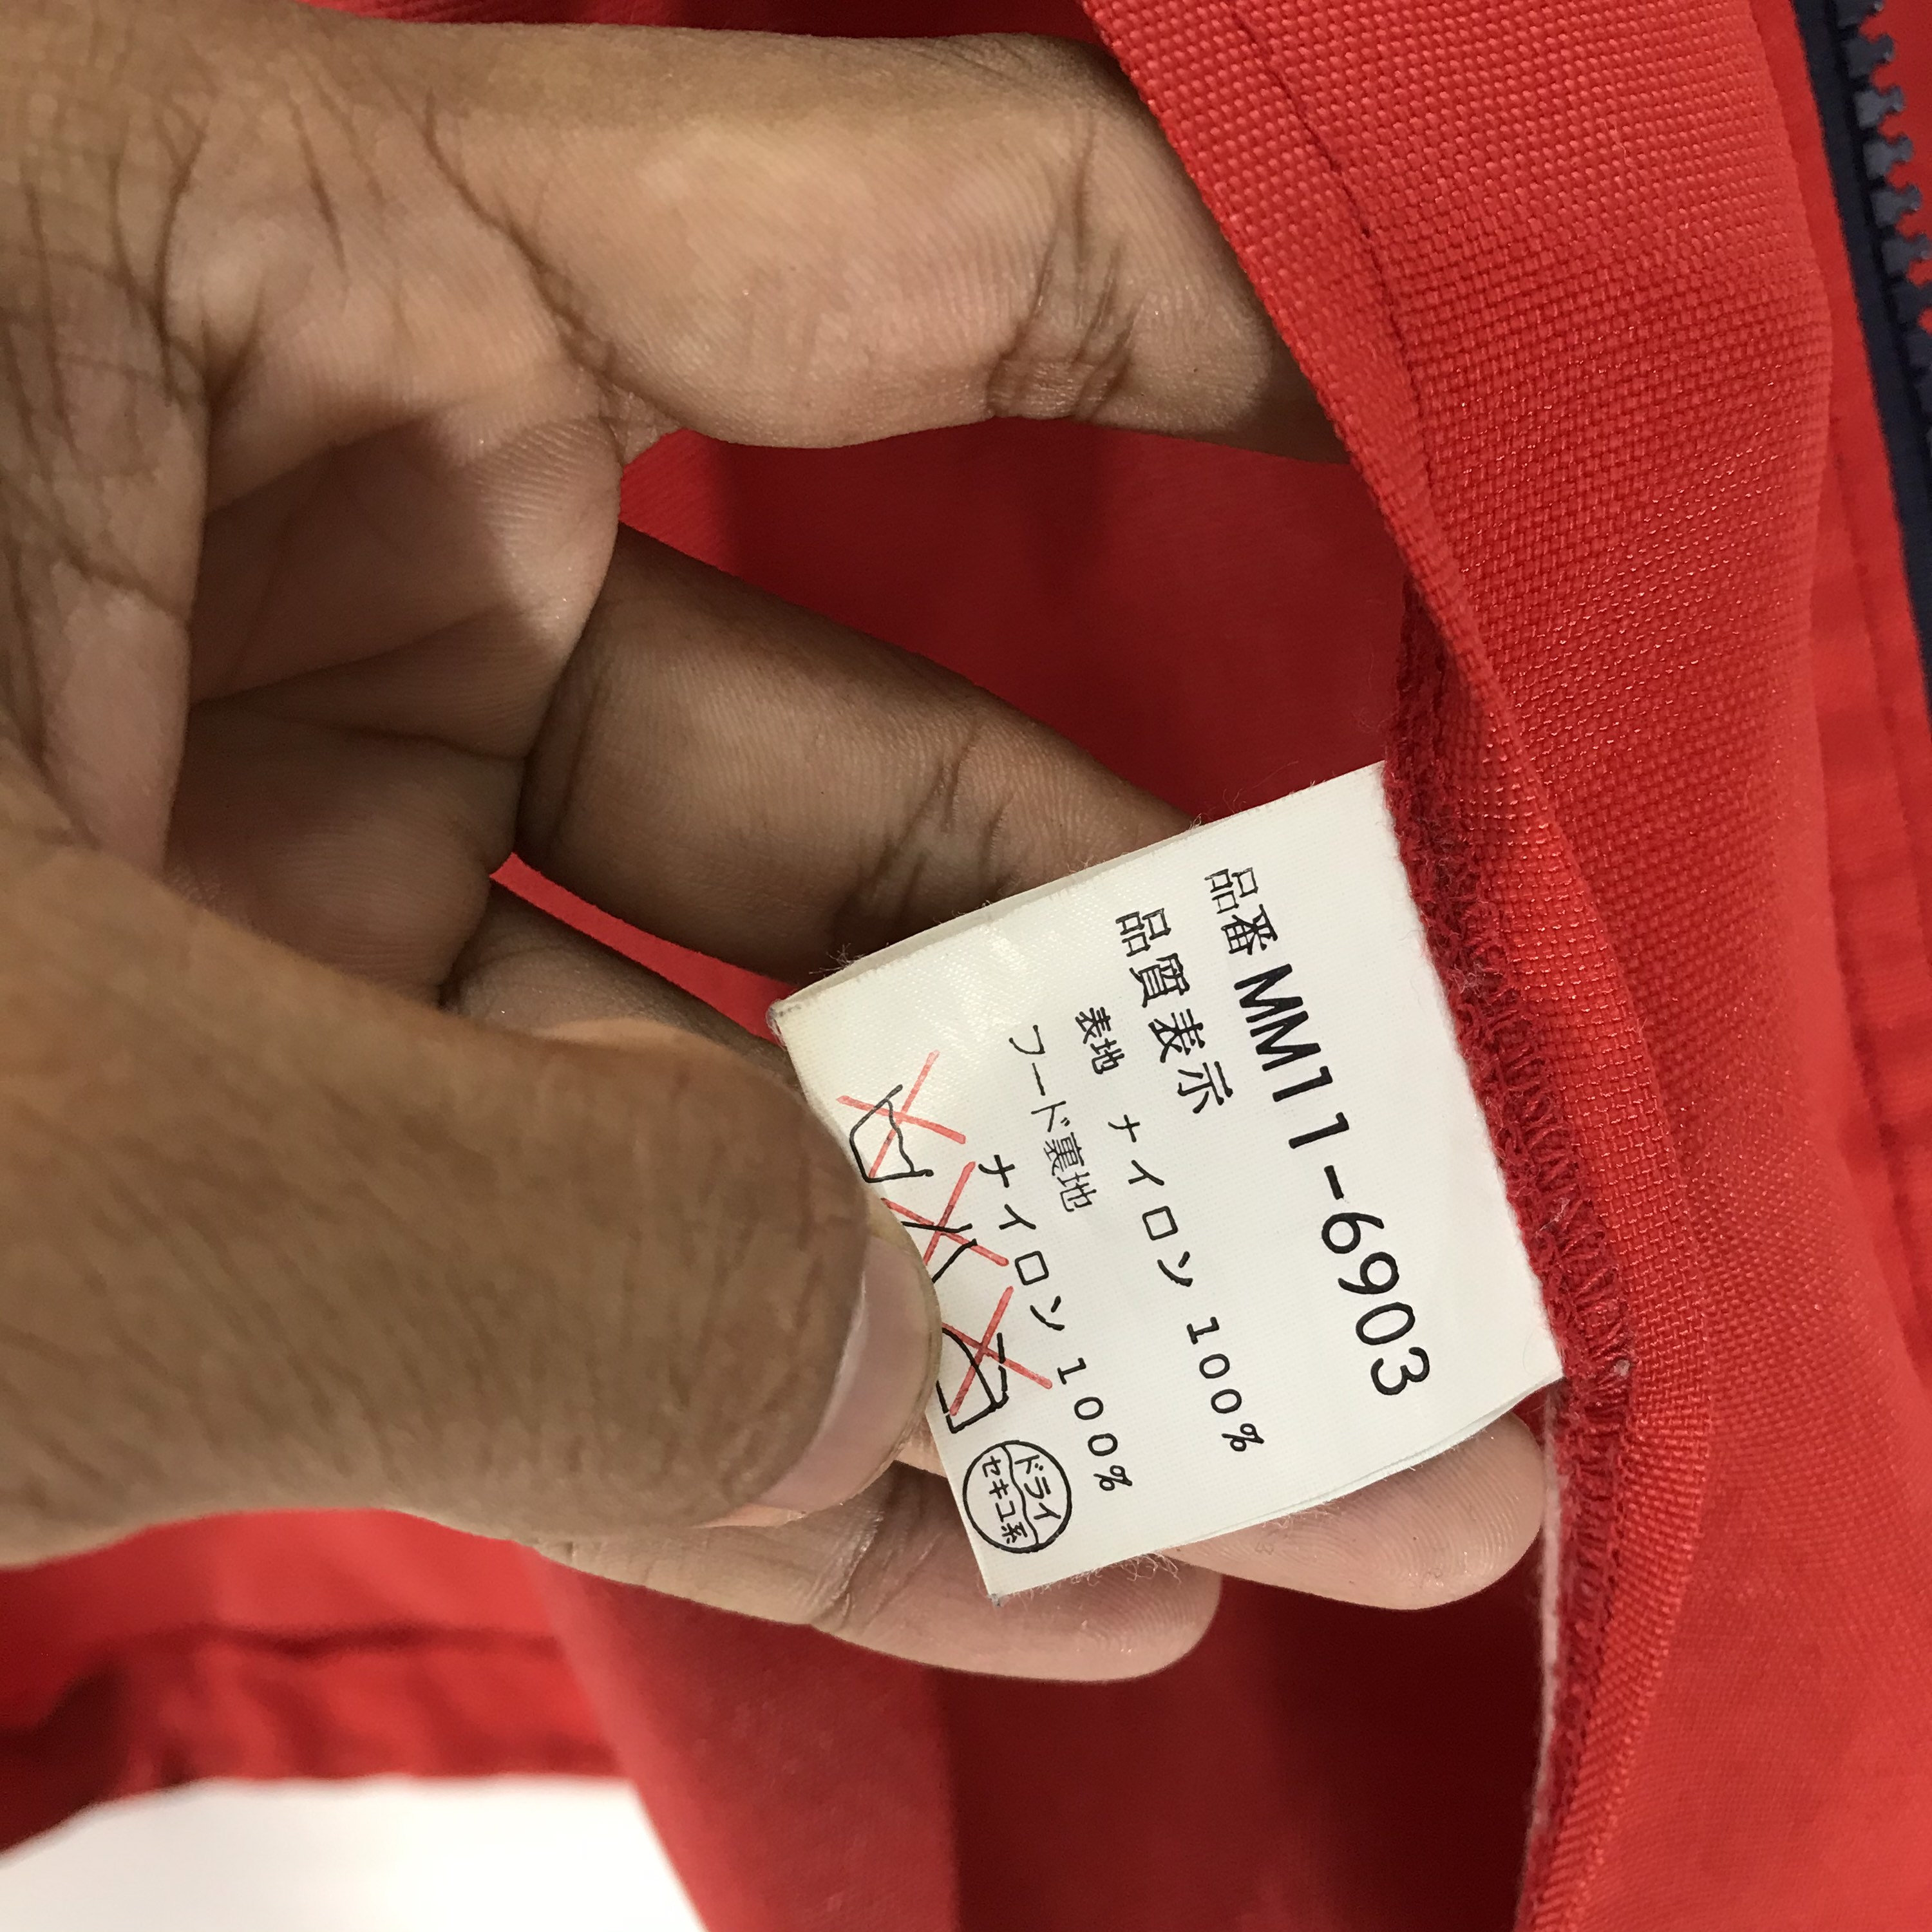 品番 MM11-6903
品質表示
表地 ナイロン 100%
フード裏地
ナイロン 100%
ドライ
セキユ系